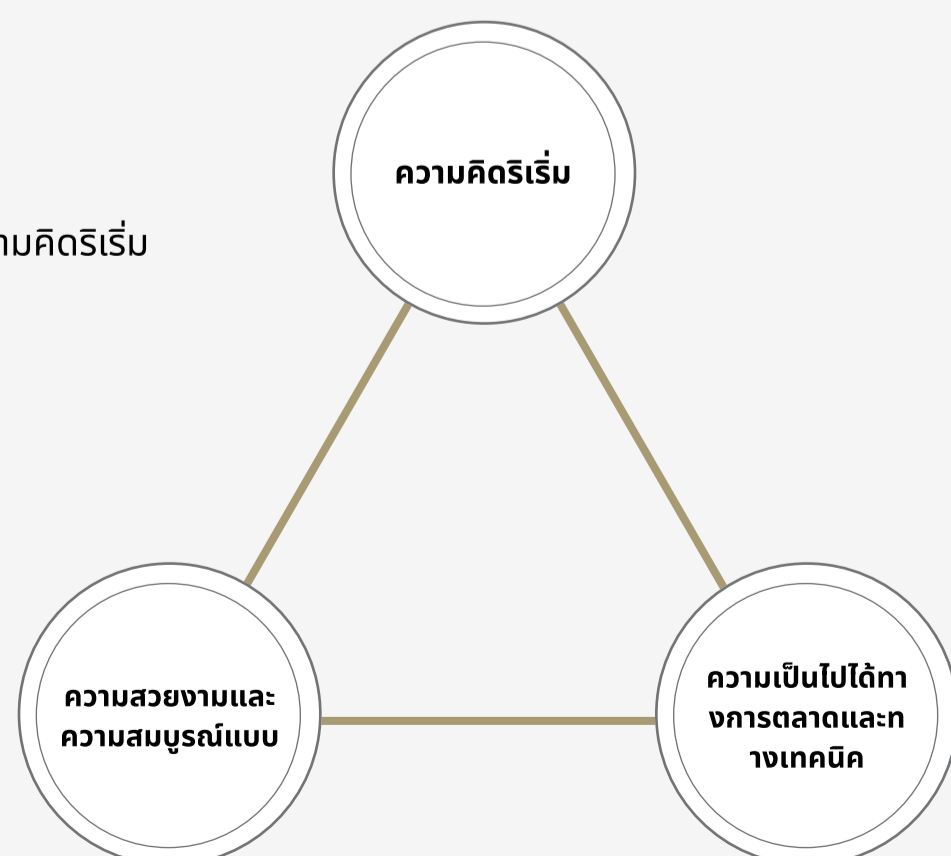 ความคิดริเริ่ม
ามคิดริเริ่ม
ความสวยงามและ
ความสมบูรณ์แบบ
ความเป็นไปได้ทา
งการตลาดและท
างเทคนิค